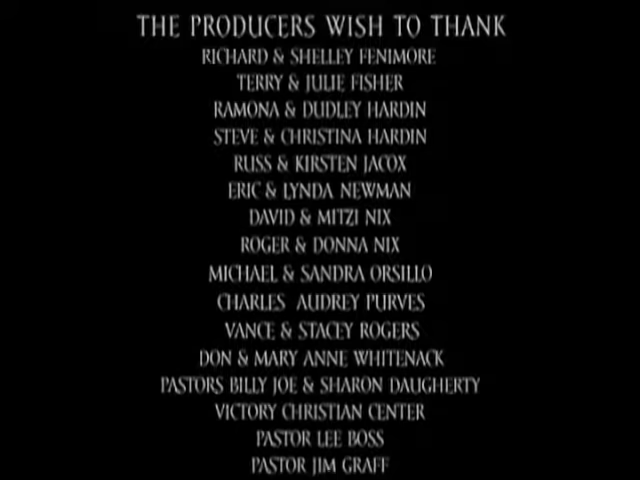 THE PRODUCERS WISH TO THANK
RICHARD & SHELLEY FENIMORE
TERRY & JULIE FISHER
RAMONA & DUDLEY HARDIN
STEVE & CHRISTINA HARDIN
RUSS & KIRSTEN JACOX
ERIC & LYNDA NEWMAN
DAVID & MITZI NIX
ROGER & DONNA NIX
MICHAEL & SANDRA ORSILLO
CHARLES AUDREY PURVES
VANCE & STACEY ROGERS
DON & MARY ANNE WHITENACK
PASTORS BILLY JOE & SHARON DAUGHERTY
VICTORY CHRISTIAN CENTER
PASTOR LEE BOSS
PASTOR JIM GRAFF